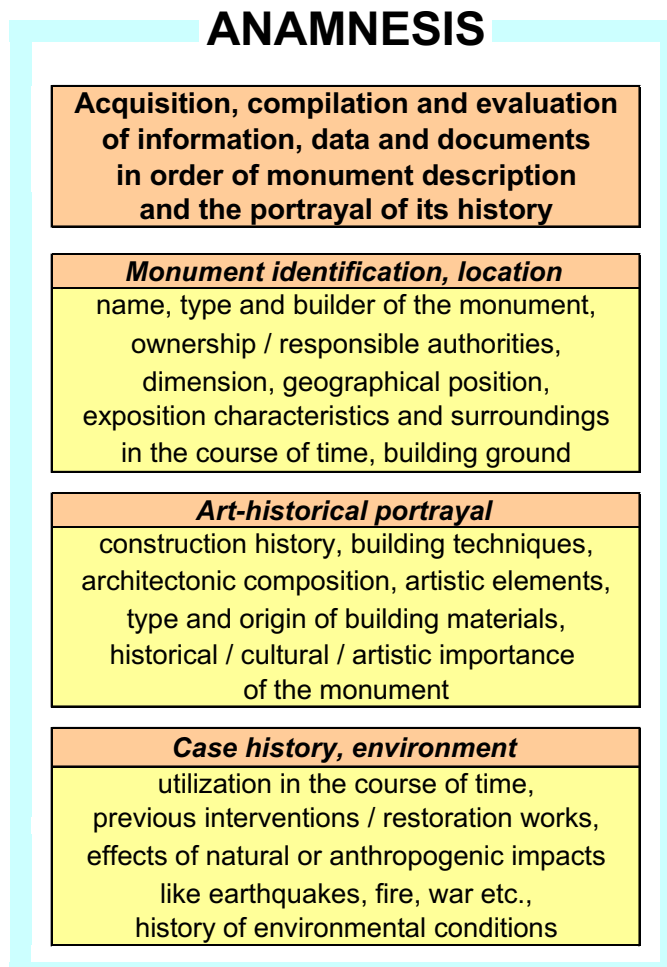 ANAMNESIS
Acquisition, compilation and evaluation
of information, data and documents
in order of monument description
and the portrayal of its history
Monument identification, location
name, type and builder of the monument,
ownership / responsible authorities,
dimension, geographical position,
exposition characteristics and surroundings
in the course of time, building ground
Art-historical portrayal
construction history, building techniques,
architectonic composition, artistic elements,
type and origin of building materials,
historical / cultural / artistic importance
of the monument
Case history, environment
utilization in the course of time,
previous interventions / restoration works,
effects of natural or anthropogenic impacts
like earthquakes, fire, war etc.,
history of environmental conditions